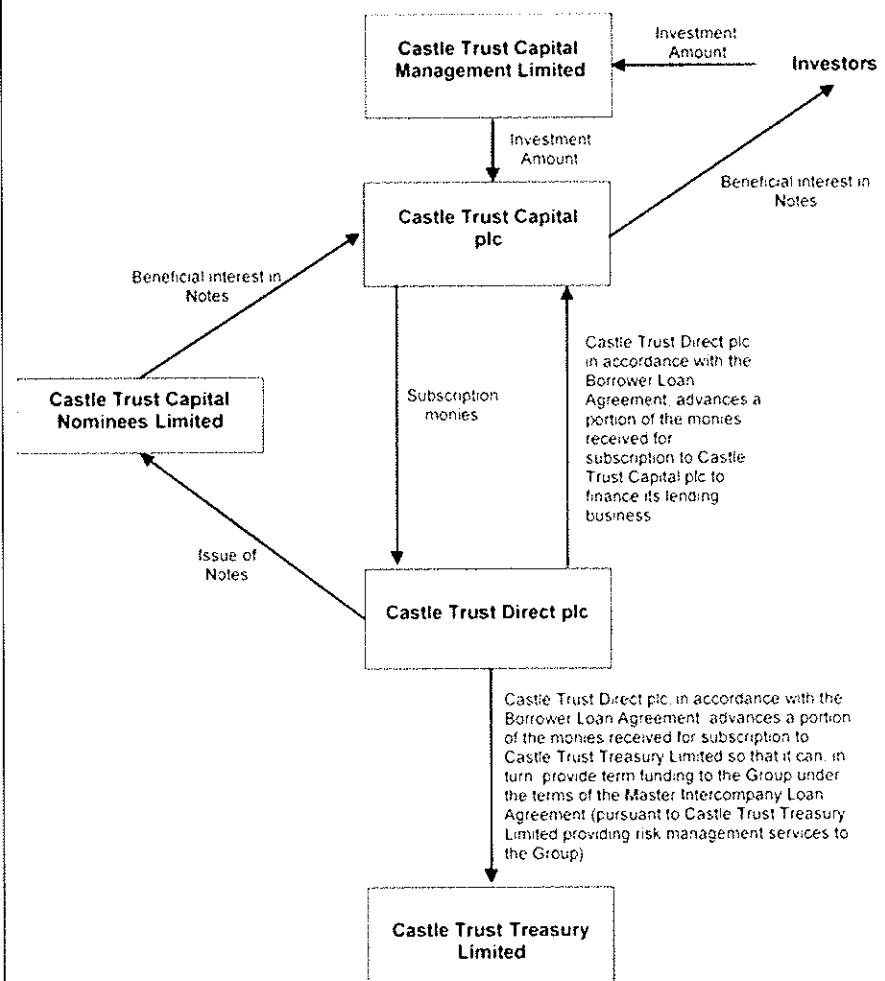 Castle Trust Capital
Management Limited
Investment
Amount
Investors
Investment
Amount
Beneficial interest in
Notes
Castle Trust Capital
plc
Beneficial interest in
Notes
Castle Trust Capital
Nominees Limited
Subscription
monies
Castle Trust Direct plc
in accordance with the
Borrower Loan
Agreement, advances a
portion of the monies
received for
subscription to Castle
Trust Capital plc to
finance its lending
business
Issue of
Notes
Castle Trust Direct plc
Castle Trust Direct plc, in accordance with the
Borrower Loan Agreement advances a portion
of the monies received for subscription to
Castle Trust Treasury Limited so that it can, in
turn provide term funding to the Group under
the terms of the Master Intercompany Loan
Agreement (pursuant to Castle Trust Treasury
Limited providing risk management services to
the Group)
Castle Trust Treasury
Limited